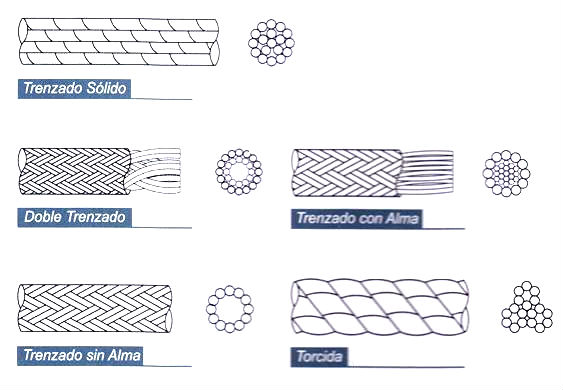 Trenzado Sólido
Doble Trenzado
Trenzado con Alma
Trenzado sin Alma
Torcida